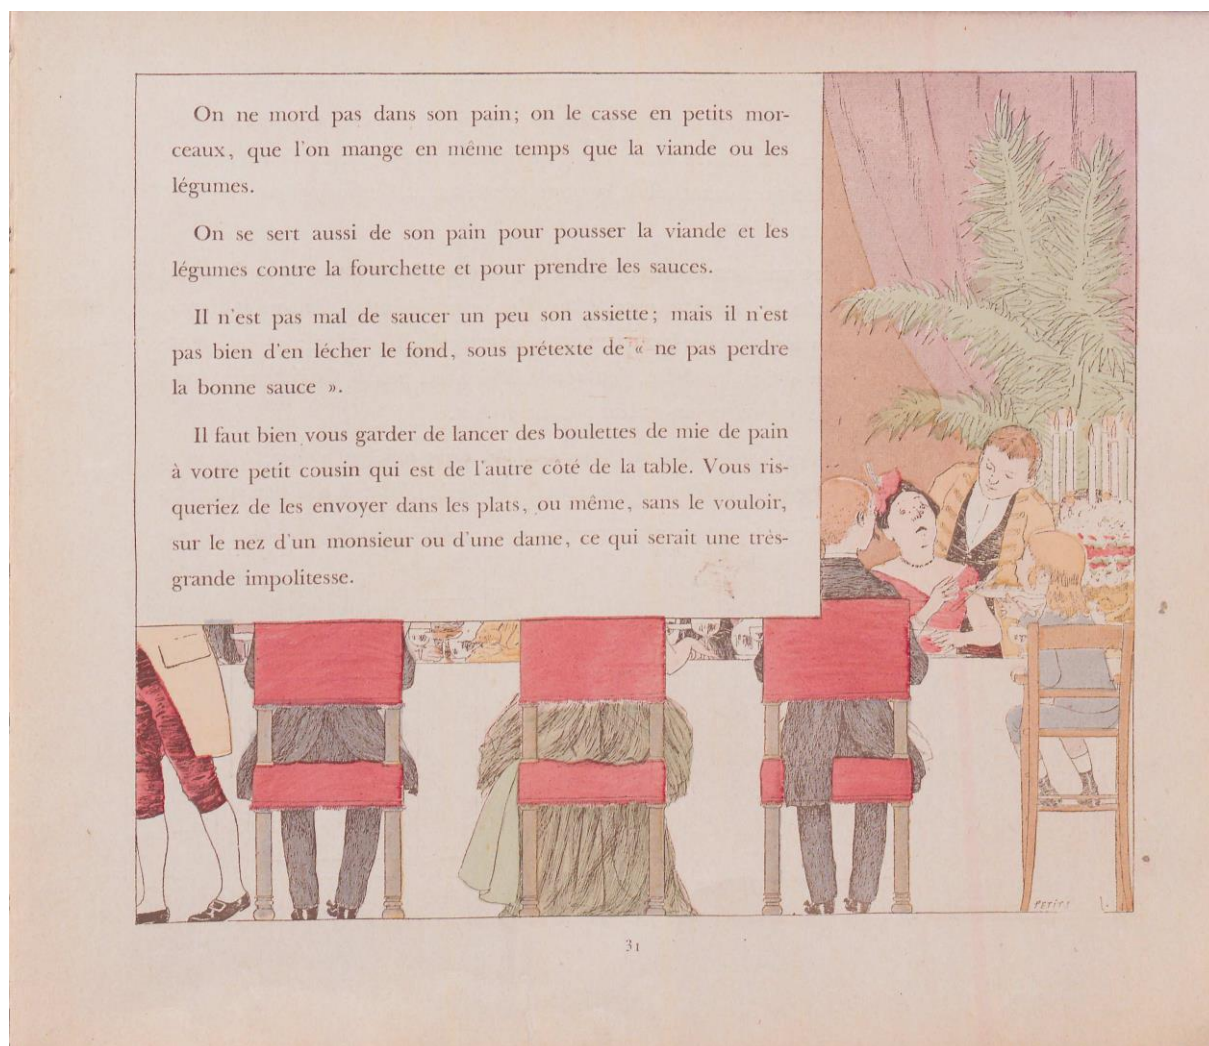 On ne mord pas dans son pain; on le casse en petits mor-
ceaux, que l'on mange en même temps que la viande ou les
légumes.
On se sert aussi de son pain pour pousser la viande et les
légumes contre la fourchette et pour prendre les sauces.
Il n'est pas mal de saucer un peu son assiette; mais il n'est
pas bien d'en lécher le fond, sous prétexte de « ne pas perdre
la bonne sauce ».
Il faut bien vous garder de lancer des boulettes de mie de pain
à votre petit cousin qui est de l'autre côté de la table. Vous ris-
queriez de les envoyer dans les plats, ou même, sans le vouloir,
sur le nez d'un monsieur ou d'une dame, ce qui serait une très-
grande impolitesse.
31